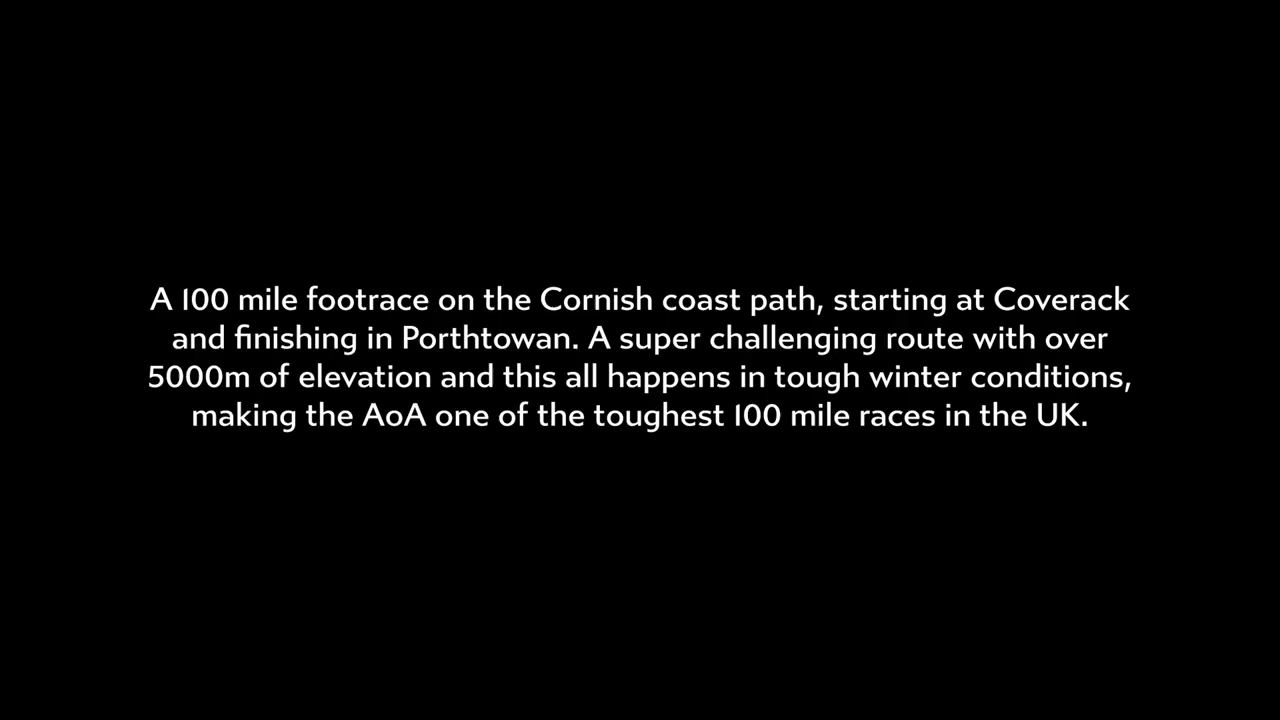 A 100 mile footrace on the Cornish coast path, starting at Coverack
and finishing in Porthtowan. A super challenging route with over
5000m of elevation and this all happens in tough winter conditions,
making the AoA one of the toughest 100 mile races in the UK.